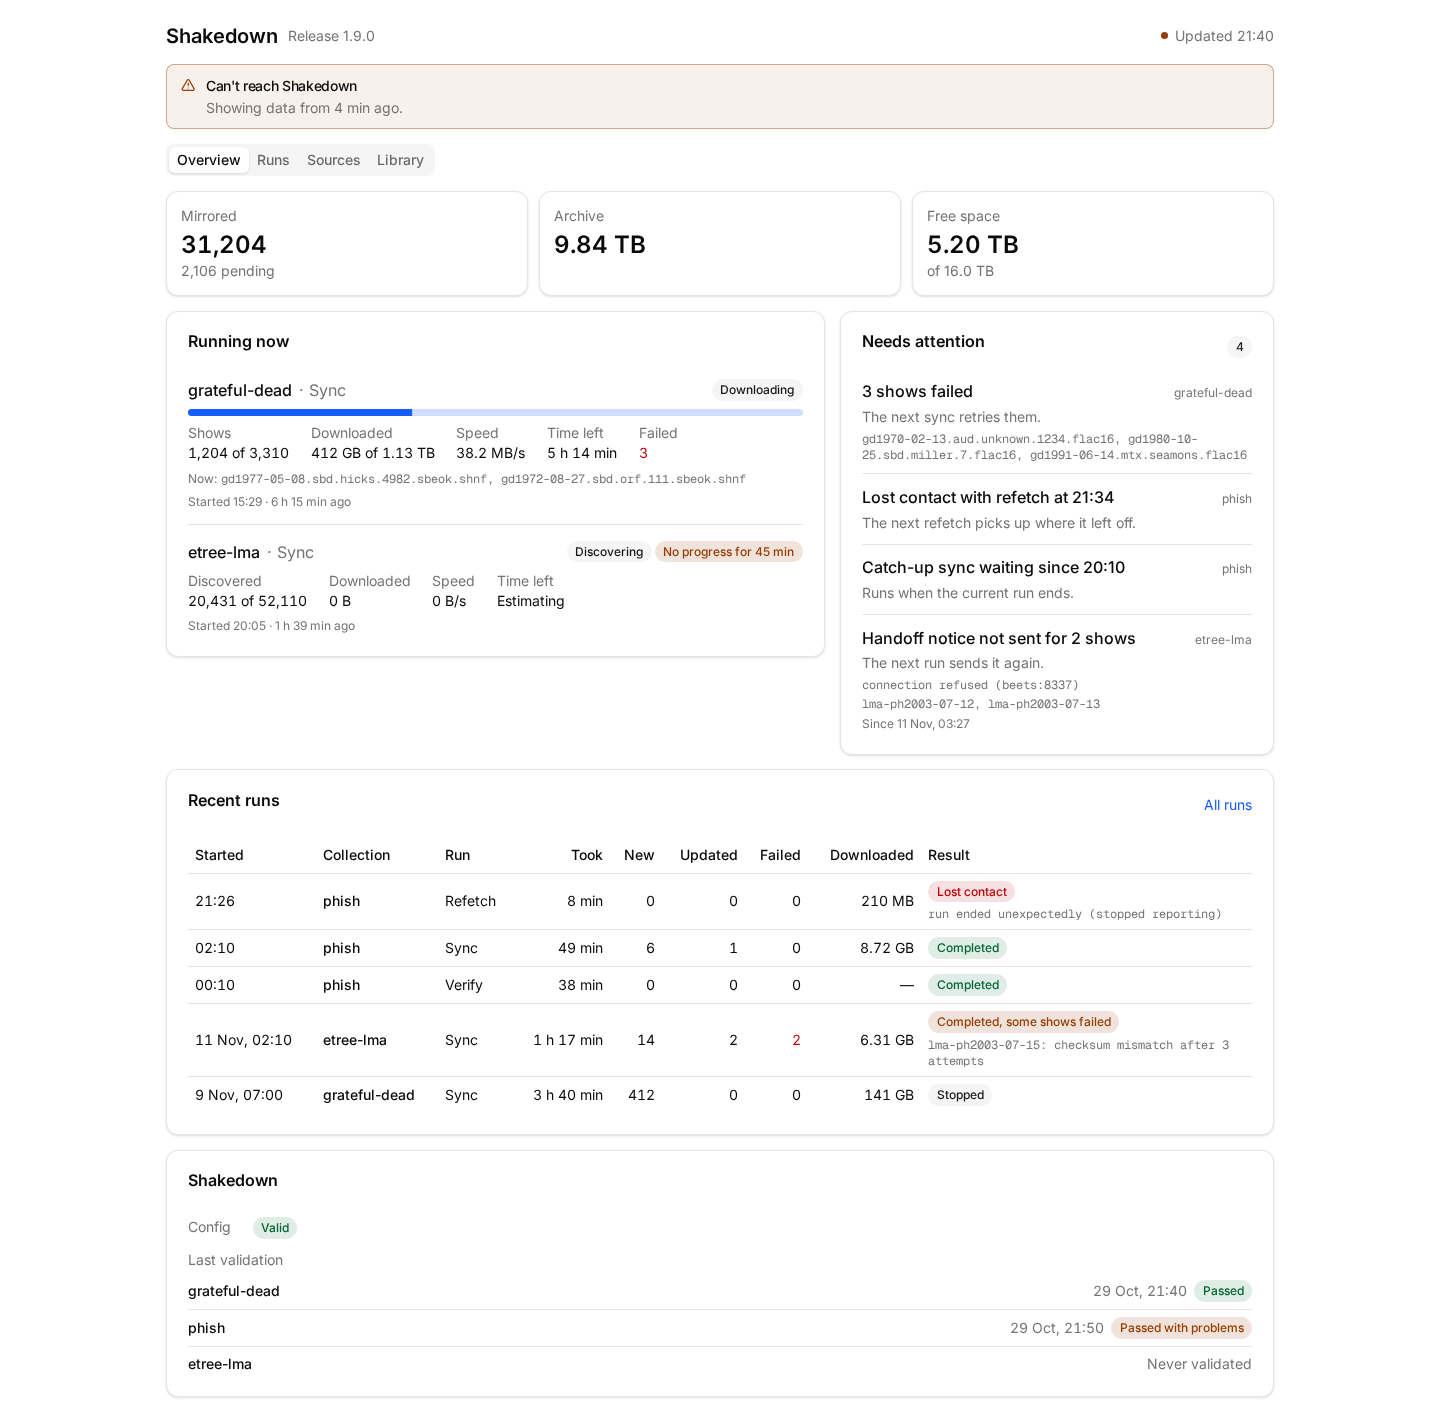 Shakedown Release 1.9.0
Updated 21:40
Can't reach Shakedown
Showing data from 4 min ago.
Overview Runs Sources Library
Mirrored
31,204
2,106 pending
Archive
9.84 TB
Free space
5.20 TB
of 16.0 TB
Running now
grateful-dead · Sync Downloading
Shows Downloaded Speed Time left Failed
1,204 of 3,310 412 GB of 1.13 TB 38.2 MB/s 5 h 14 min 3
Now: gd1977-05-08.sbd.hicks.4982.sbeok.shnf, gd1972-08-27.sbd.orf.111.sbeok.shnf
Started 15:29 · 6 h 15 min ago
etree-lma · Sync Discovering No progress for 45 min
Discovered Downloaded Speed Time left
20,431 of 52,110 0 B 0 B/s Estimating
Started 20:05 · 1 h 39 min ago
Needs attention 4
3 shows failed grateful-dead
The next sync retries them.
gd1970-02-13.aud.unknown.1234.flac16, gd1980-10-
25.sbd.miller.7.flac16, gd1991-06-14.mtx.seamons.flac16
Lost contact with refetch at 21:34 phish
The next refetch picks up where it left off.
Catch-up sync waiting since 20:10 phish
Runs when the current run ends.
Handoff notice not sent for 2 shows etree-lma
The next run sends it again.
connection refused (beets:8337)
lma-ph2003-07-12, lma-ph2003-07-13
Since 11 Nov, 03:27
Recent runs All runs
Started Collection Run Took New Updated Failed Downloaded Result
21:26 phish Refetch 8 min 0 0 0 210 MB Lost contact
run ended unexpectedly (stopped reporting)
02:10 phish Sync 49 min 6 1 0 8.72 GB Completed
00:10 phish Verify 38 min 0 0 0 — Completed
11 Nov, 02:10 etree-lma Sync 1 h 17 min 14 2 2 6.31 GB Completed, some shows failed
lma-ph2003-07-15: checksum mismatch after 3
attempts
9 Nov, 07:00 grateful-dead Sync 3 h 40 min 412 0 0 141 GB Stopped
Shakedown
Config Valid
Last validation
grateful-dead 29 Oct, 21:40 Passed
phish 29 Oct, 21:50 Passed with problems
etree-lma Never validated